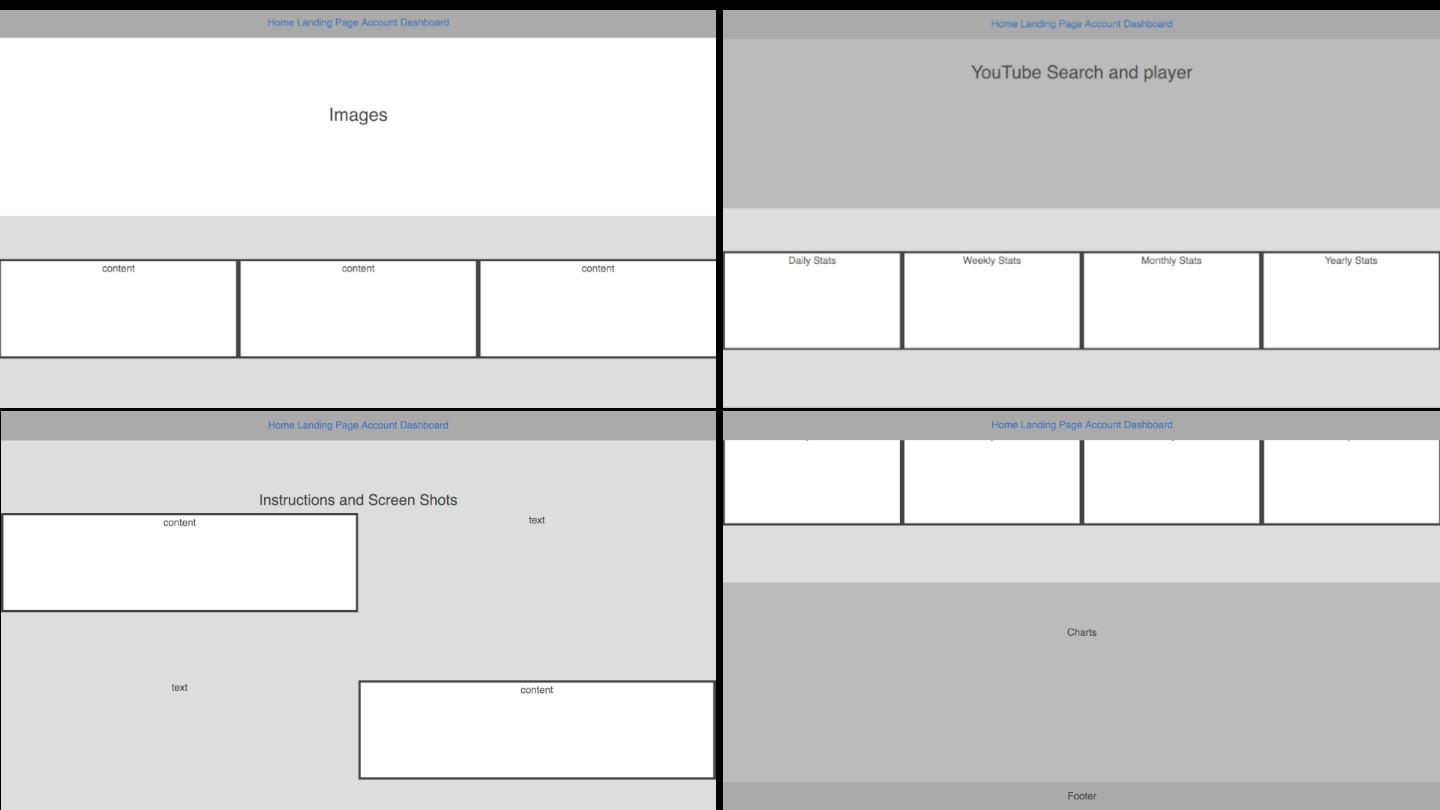 Home Landing Page Account Dashboard
Images
content content content
Home Landing Page Account Dashboard
YouTube Search and player
Daily Stats Weekly Stats Monthly Stats Yearly Stats
Home Landing Page Account Dashboard
Instructions and Screen Shots
content text
text content
Home Landing Page Account Dashboard
Charts
Footer